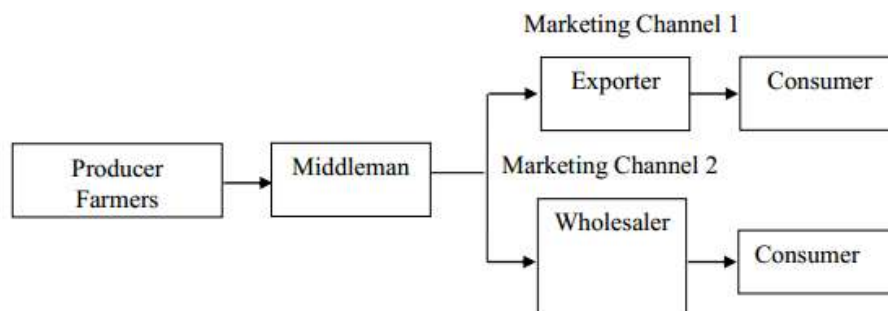 Marketing Channel 1
Exporter
Consumer
Producer
Farmers
Middleman
Marketing Channel 2
Wholesaler
Consumer